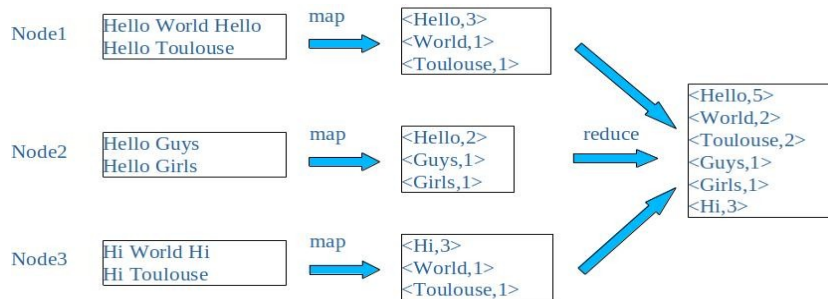 Node1
Hello World Hello
Hello Toulouse
map
<Hello,3>
<World,1>
<Toulouse,1>
Node2
Hello Guys
Hello Girls
map
<Hello,2>
<Guys,1>
<Girls,1>
reduce
<Hello,5>
<World,2>
<Toulouse,2>
<Guys,1>
<Girls,1>
<Hi,3>
Node3
Hi World Hi
Hi Toulouse
map
<Hi,3>
<World,1>
<Toulouse,1>